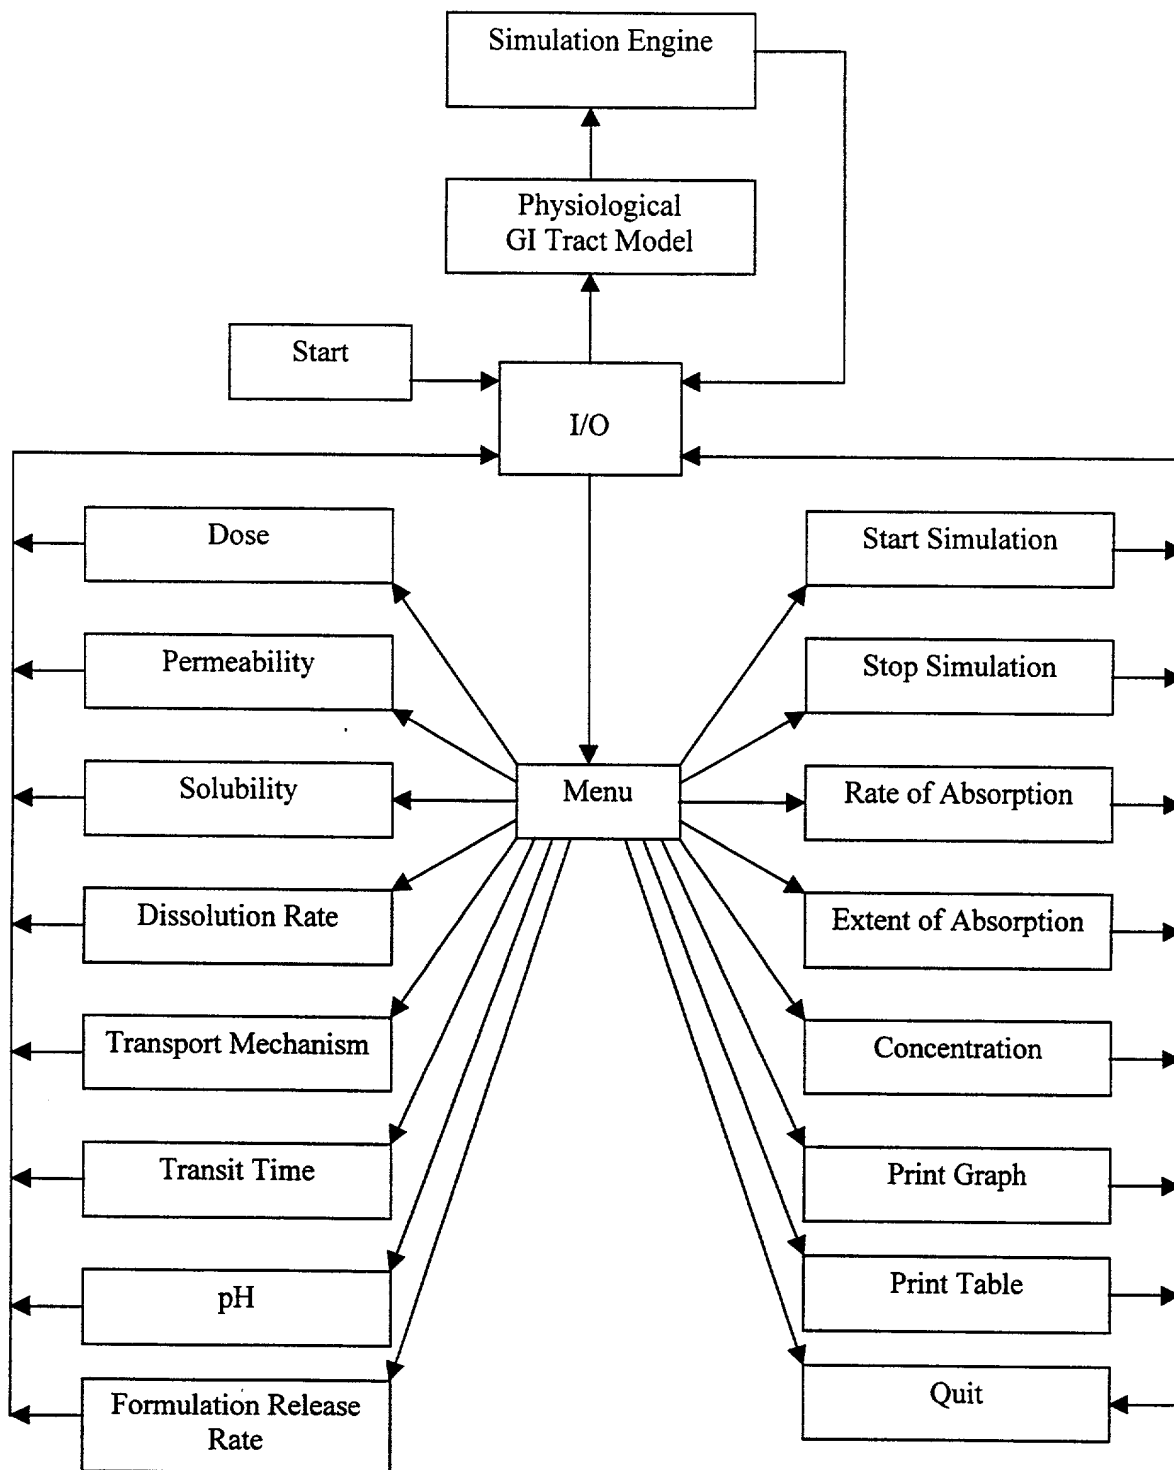 Simulation Engine
Physiological
GI Tract Model
Start
I/O
Dose
Permeability
Solubility
Dissolution Rate
Transport Mechanism
Transit Time
pH
Formulation Release
Rate
Menu
Start Simulation
Stop Simulation
Rate of Absorption
Extent of Absorption
Concentration
Print Graph
Print Table
Quit